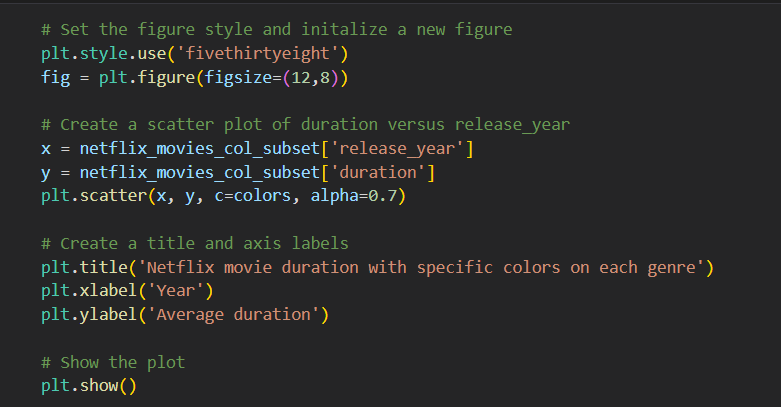 # Set the figure style and initalize a new figure
plt.style.use('fivethirtyeight')
fig = plt.figure(figsize=(12,8))
# Create a scatter plot of duration versus release_year
x = netflix_movies_col_subset['release_year']
y = netflix_movies_col_subset['duration']
plt.scatter(x, y, c=colors, alpha=0.7)
# Create a title and axis labels
plt.title('Netflix movie duration with specific colors on each genre')
plt.xlabel('Year')
plt.ylabel('Average duration')
# Show the plot
plt.show()